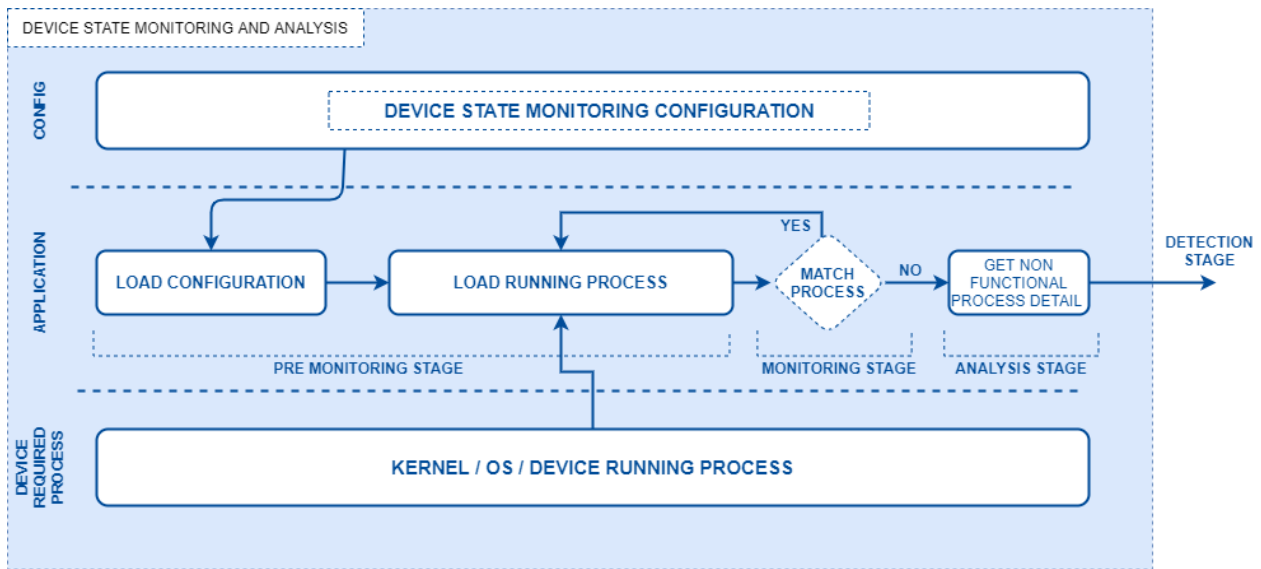 DEVICE STATE MONITORING AND ANALYSIS
CONFIG
DEVICE STATE MONITORING CONFIGURATION
APPLICATION
LOAD CONFIGURATION
LOAD RUNNING PROCESS
YES
MATCH
PROCESS
NO
GET NON
FUNCTIONAL
PROCESS DETAIL
DETECTION
STAGE
PRE MONITORING STAGE
MONITORING STAGE
ANALYSIS STAGE
DEVICE
REQUIRED
PROCESS
KERNEL / OS / DEVICE RUNNING PROCESS